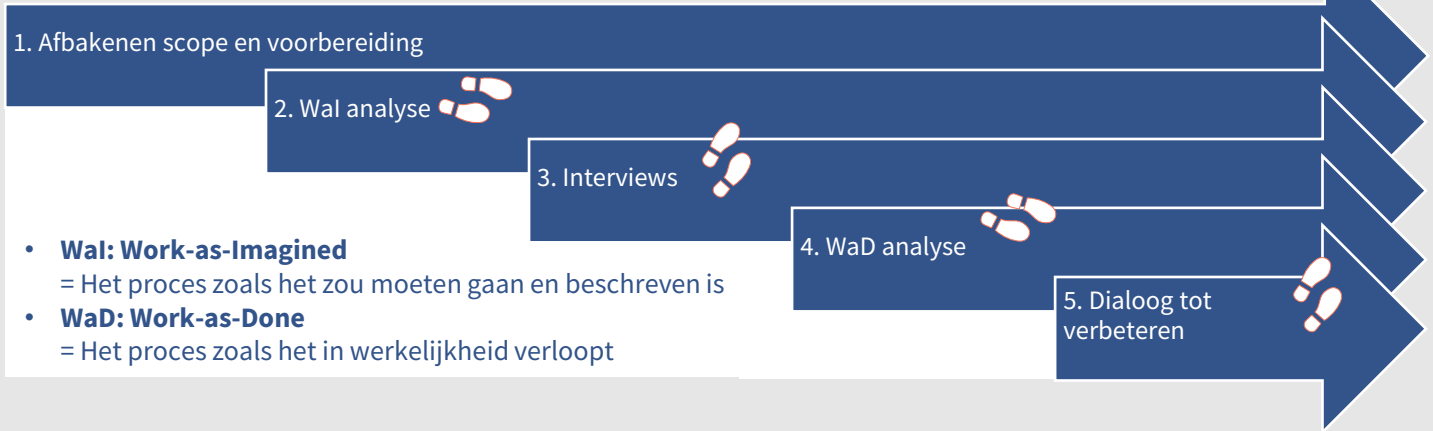 1. Afbakenen scope en voorbereiding
2. WaI analyse
3. Interviews
4. WaD analyse
5. Dialoog tot
verbeteren
• WaI: Work-as-Imagined
= Het proces zoals het zou moeten gaan en beschreven is
• WaD: Work-as-Done
= Het proces zoals het in werkelijkheid verloopt